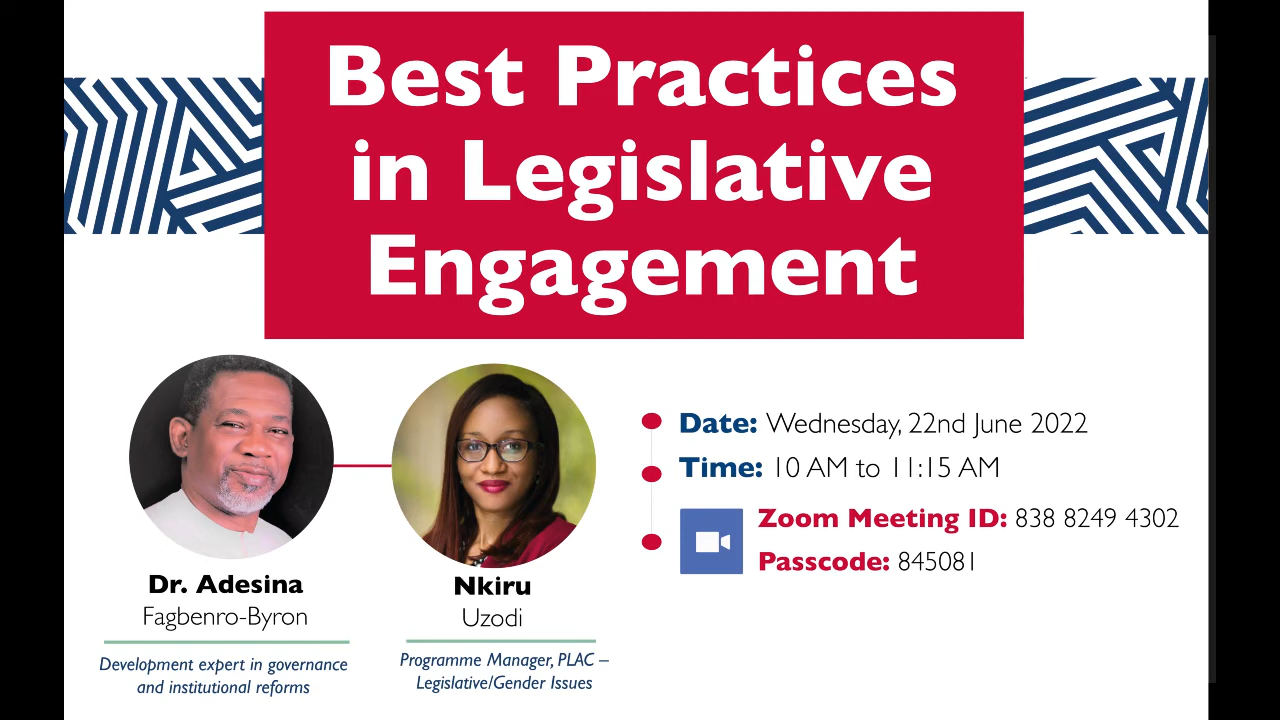 Best Practices
in Legislative
Engagement
Dr. Adesina
Fagbenro-Byron
Development expert in governance
and institutional reforms
Nkiru
Uzodi
Programme Manager, PLAC –
Legislative/Gender Issues
Date: Wednesday, 22nd June 2022
Time: 10 AM to 11:15 AM
Zoom Meeting ID: 838 8249 4302
Passcode: 845081